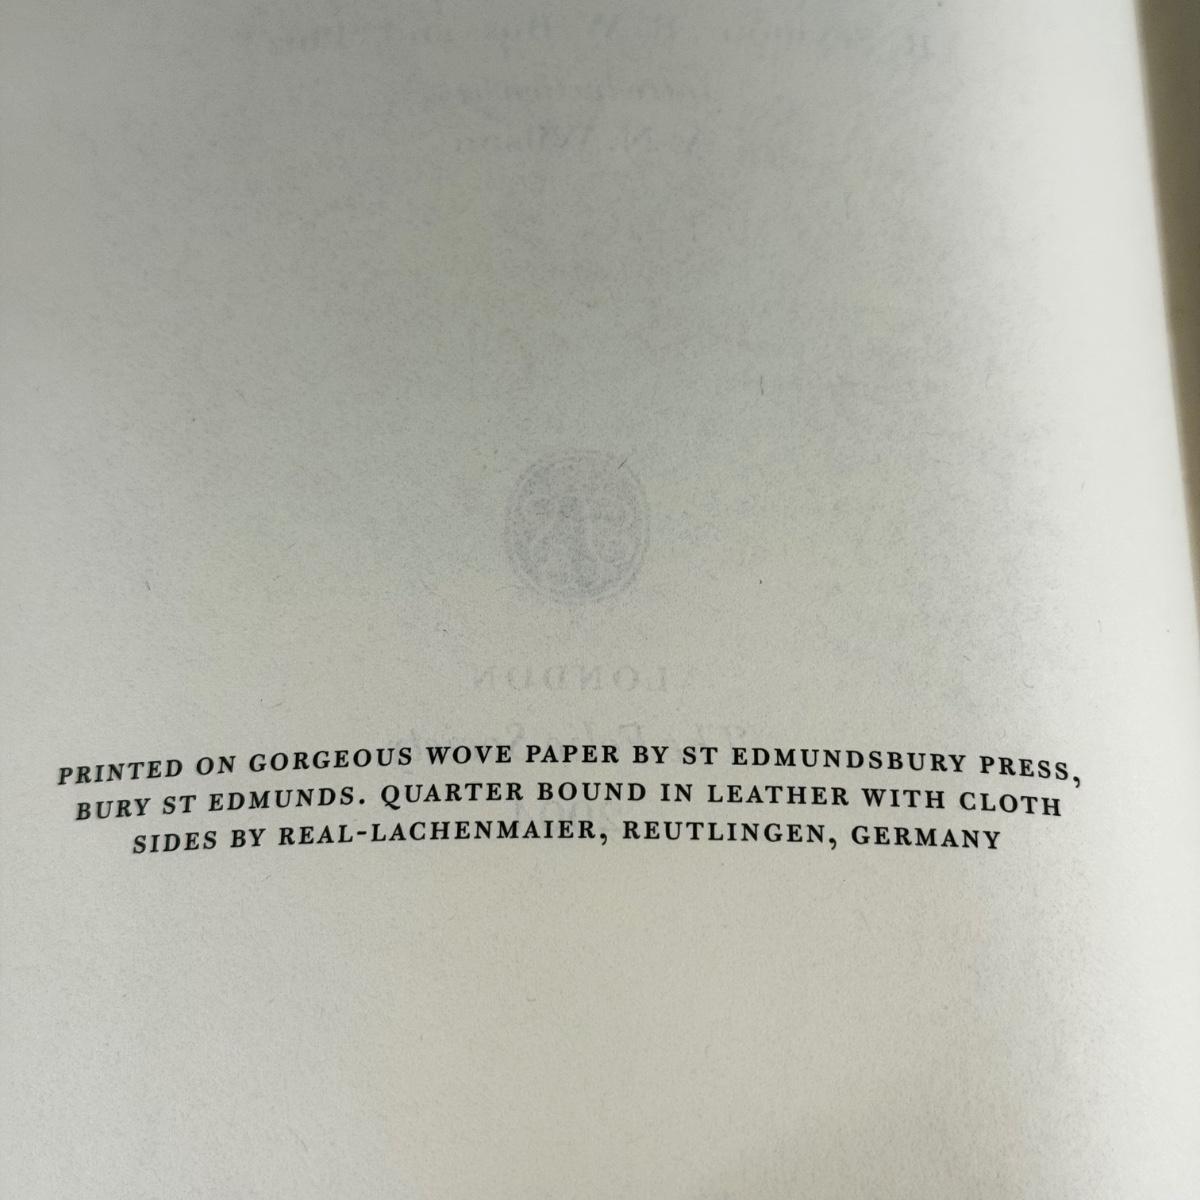 PRINTED ON GORGEOUS WOVE PAPER BY ST EDMUNDSBURY PRESS,
BURY ST EDMUNDS. QUARTER BOUND IN LEATHER WITH CLOTH
SIDES BY REAL-LACHENMAIER, REUTLINGEN, GERMANY